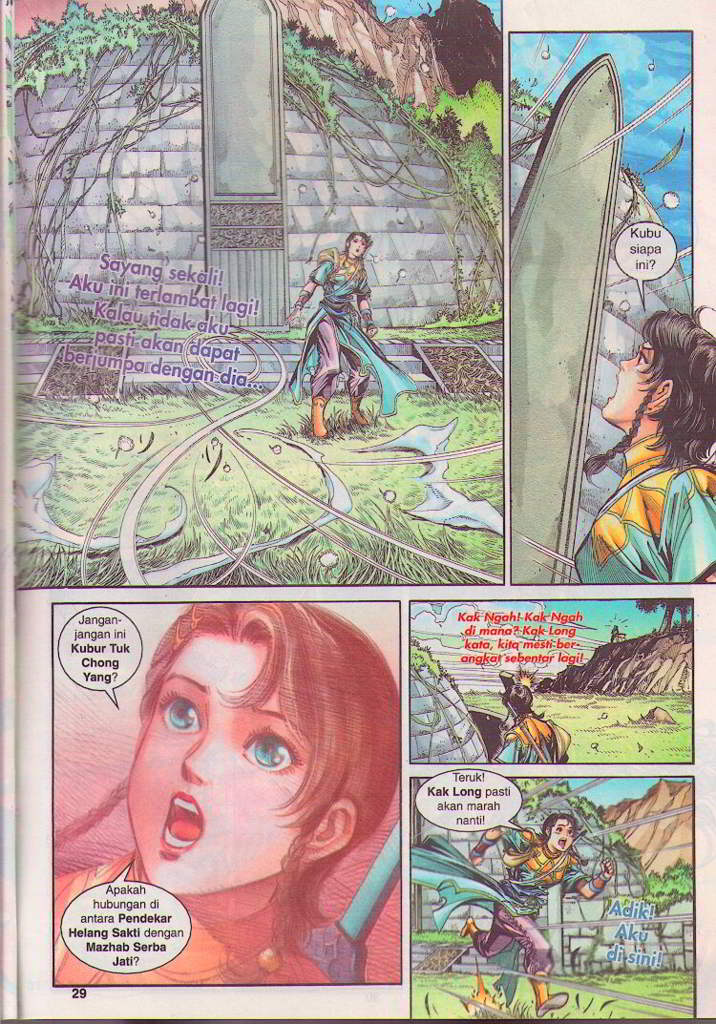 Sayang sekali!
Aku ini terlambat lagi!
Kalau tidak aku
pasti akan dapat
berjumpa dengan dia...
Kubu
siapa
ini?
Jangan-
jangan ini
Kubur Tuk
Chong
Yang?
Apakah
hubungan di
antara Pendekar
Helang Sakti dengan
Mazhab Serba
Jati?
Kak Ngah! Kak Ngah
di mana? Kak Long
kata, kita mesti ber-
angkat sebentar lagi!
Teruk!
Kak Long pasti
akan marah
nanti!
Adik!
Aku
di sini!
29